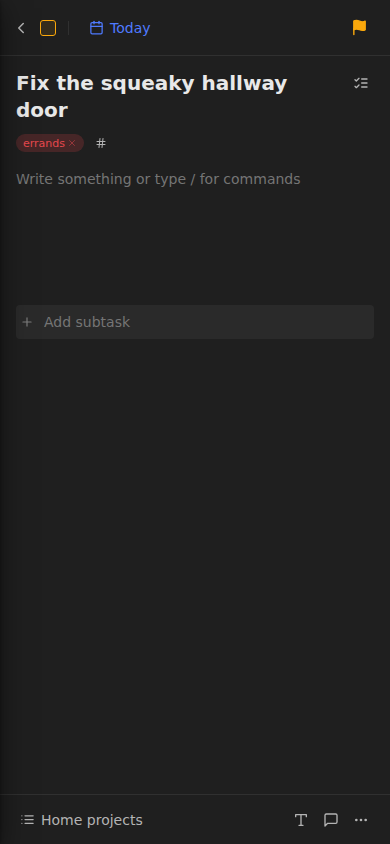 Today
Fix the squeaky hallway
door
errands ×
#
Write something or type / for commands
+ Add subtask
Home projects